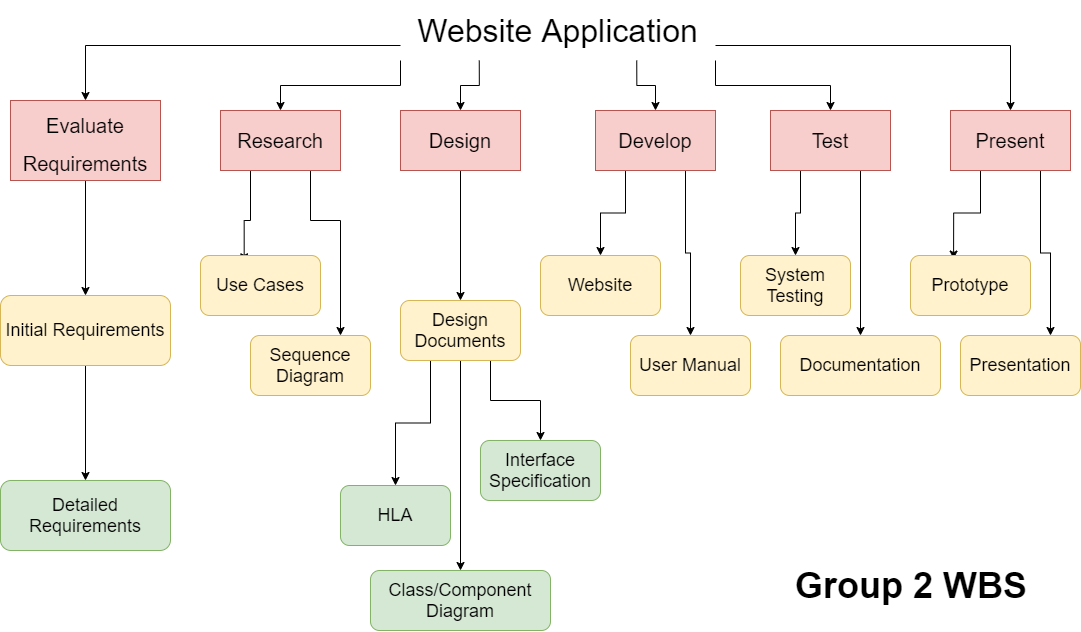 Website Application
Evaluate
Requirements
Research
Design
Develop
Test
Present
Use Cases
Website
System
Testing
Prototype
Initial Requirements
Design
Documents
Sequence
Diagram
User Manual
Documentation
Presentation
Interface
Specification
Detailed
Requirements
HLA
Class/Component
Diagram
Group 2 WBS